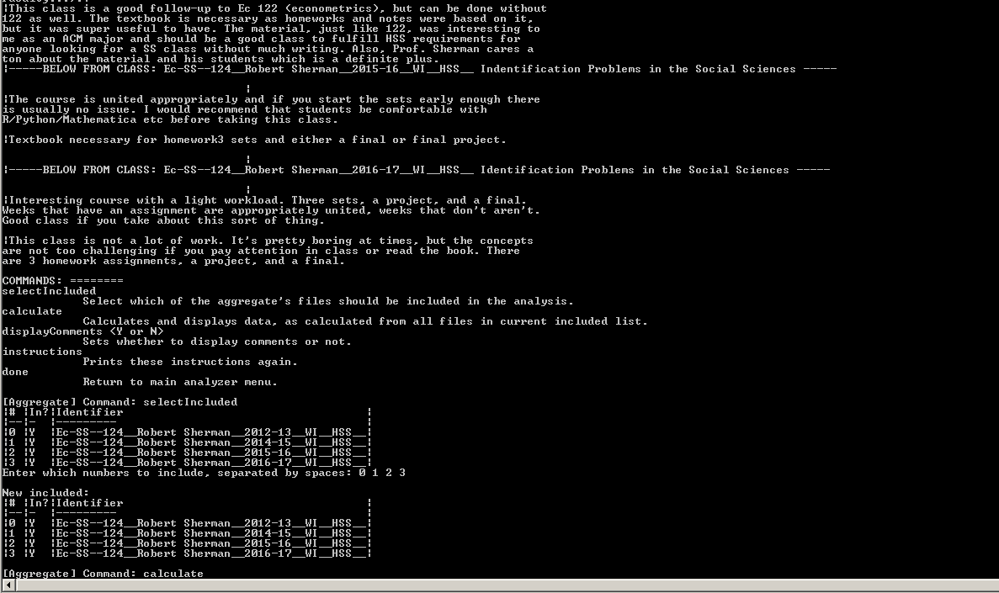 ¦This class is a good follow-up to Ec 122 (econometrics), but can be done without
122 as well. The textbook is necessary as homeworks and notes were based on it,
but it was super useful to have. The material, just like 122, was interesting to
me as an ACM major and should be a good class to fulfill HSS requirements for
anyone looking for a SS class without much writing. Also, Prof. Sherman cares a
ton about the material and his students which is a definite plus.
¦-----BELOW FROM CLASS: Ec-SS--124__Robert Sherman__2015-16__WI__HSS__ Indentification Problems in the Social Sciences -----
¦
¦The course is united appropriately and if you start the sets early enough there
is usually no issue. I would recommend that students be comfortable with
R/Python/Mathematica etc before taking this class.
¦Textbook necessary for homework3 sets and either a final or final project.
¦
¦-----BELOW FROM CLASS: Ec-SS--124__Robert Sherman__2016-17__WI__HSS__ Identification Problems in the Social Sciences -----
¦
¦Interesting course with a light workload. Three sets, a project, and a final.
Weeks that have an assignment are appropriately united, weeks that don't aren't.
Good class if you take about this sort of thing.
¦This class is not a lot of work. It's pretty boring at times, but the concepts
are not too challenging if you pay attention in class or read the book. There
are 3 homework assignments, a project, and a final.
COMMANDS: ========
selectIncluded
Select which of the aggregate's files should be included in the analysis.
calculate
Calculates and displays data, as calculated from all files in current included list.
displayComments <Y or N>
Sets whether to display comments or not.
instructions
Prints these instructions again.
done
Return to main analyzer menu.
[Aggregate] Command: selectIncluded
¦# ¦In?¦Identifier ¦
¦--¦- ¦--------- ¦
¦0 ¦Y ¦Ec-SS--124__Robert Sherman__2012-13__WI__HSS__¦
¦1 ¦Y ¦Ec-SS--124__Robert Sherman__2014-15__WI__HSS__¦
¦2 ¦Y ¦Ec-SS--124__Robert Sherman__2015-16__WI__HSS__¦
¦3 ¦Y ¦Ec-SS--124__Robert Sherman__2016-17__WI__HSS__¦
Enter which numbers to include, separated by spaces: 0 1 2 3
New included:
¦# ¦In?¦Identifier ¦
¦--¦- ¦--------- ¦
¦0 ¦Y ¦Ec-SS--124__Robert Sherman__2012-13__WI__HSS__¦
¦1 ¦Y ¦Ec-SS--124__Robert Sherman__2014-15__WI__HSS__¦
¦2 ¦Y ¦Ec-SS--124__Robert Sherman__2015-16__WI__HSS__¦
¦3 ¦Y ¦Ec-SS--124__Robert Sherman__2016-17__WI__HSS__¦
[Aggregate] Command: calculate